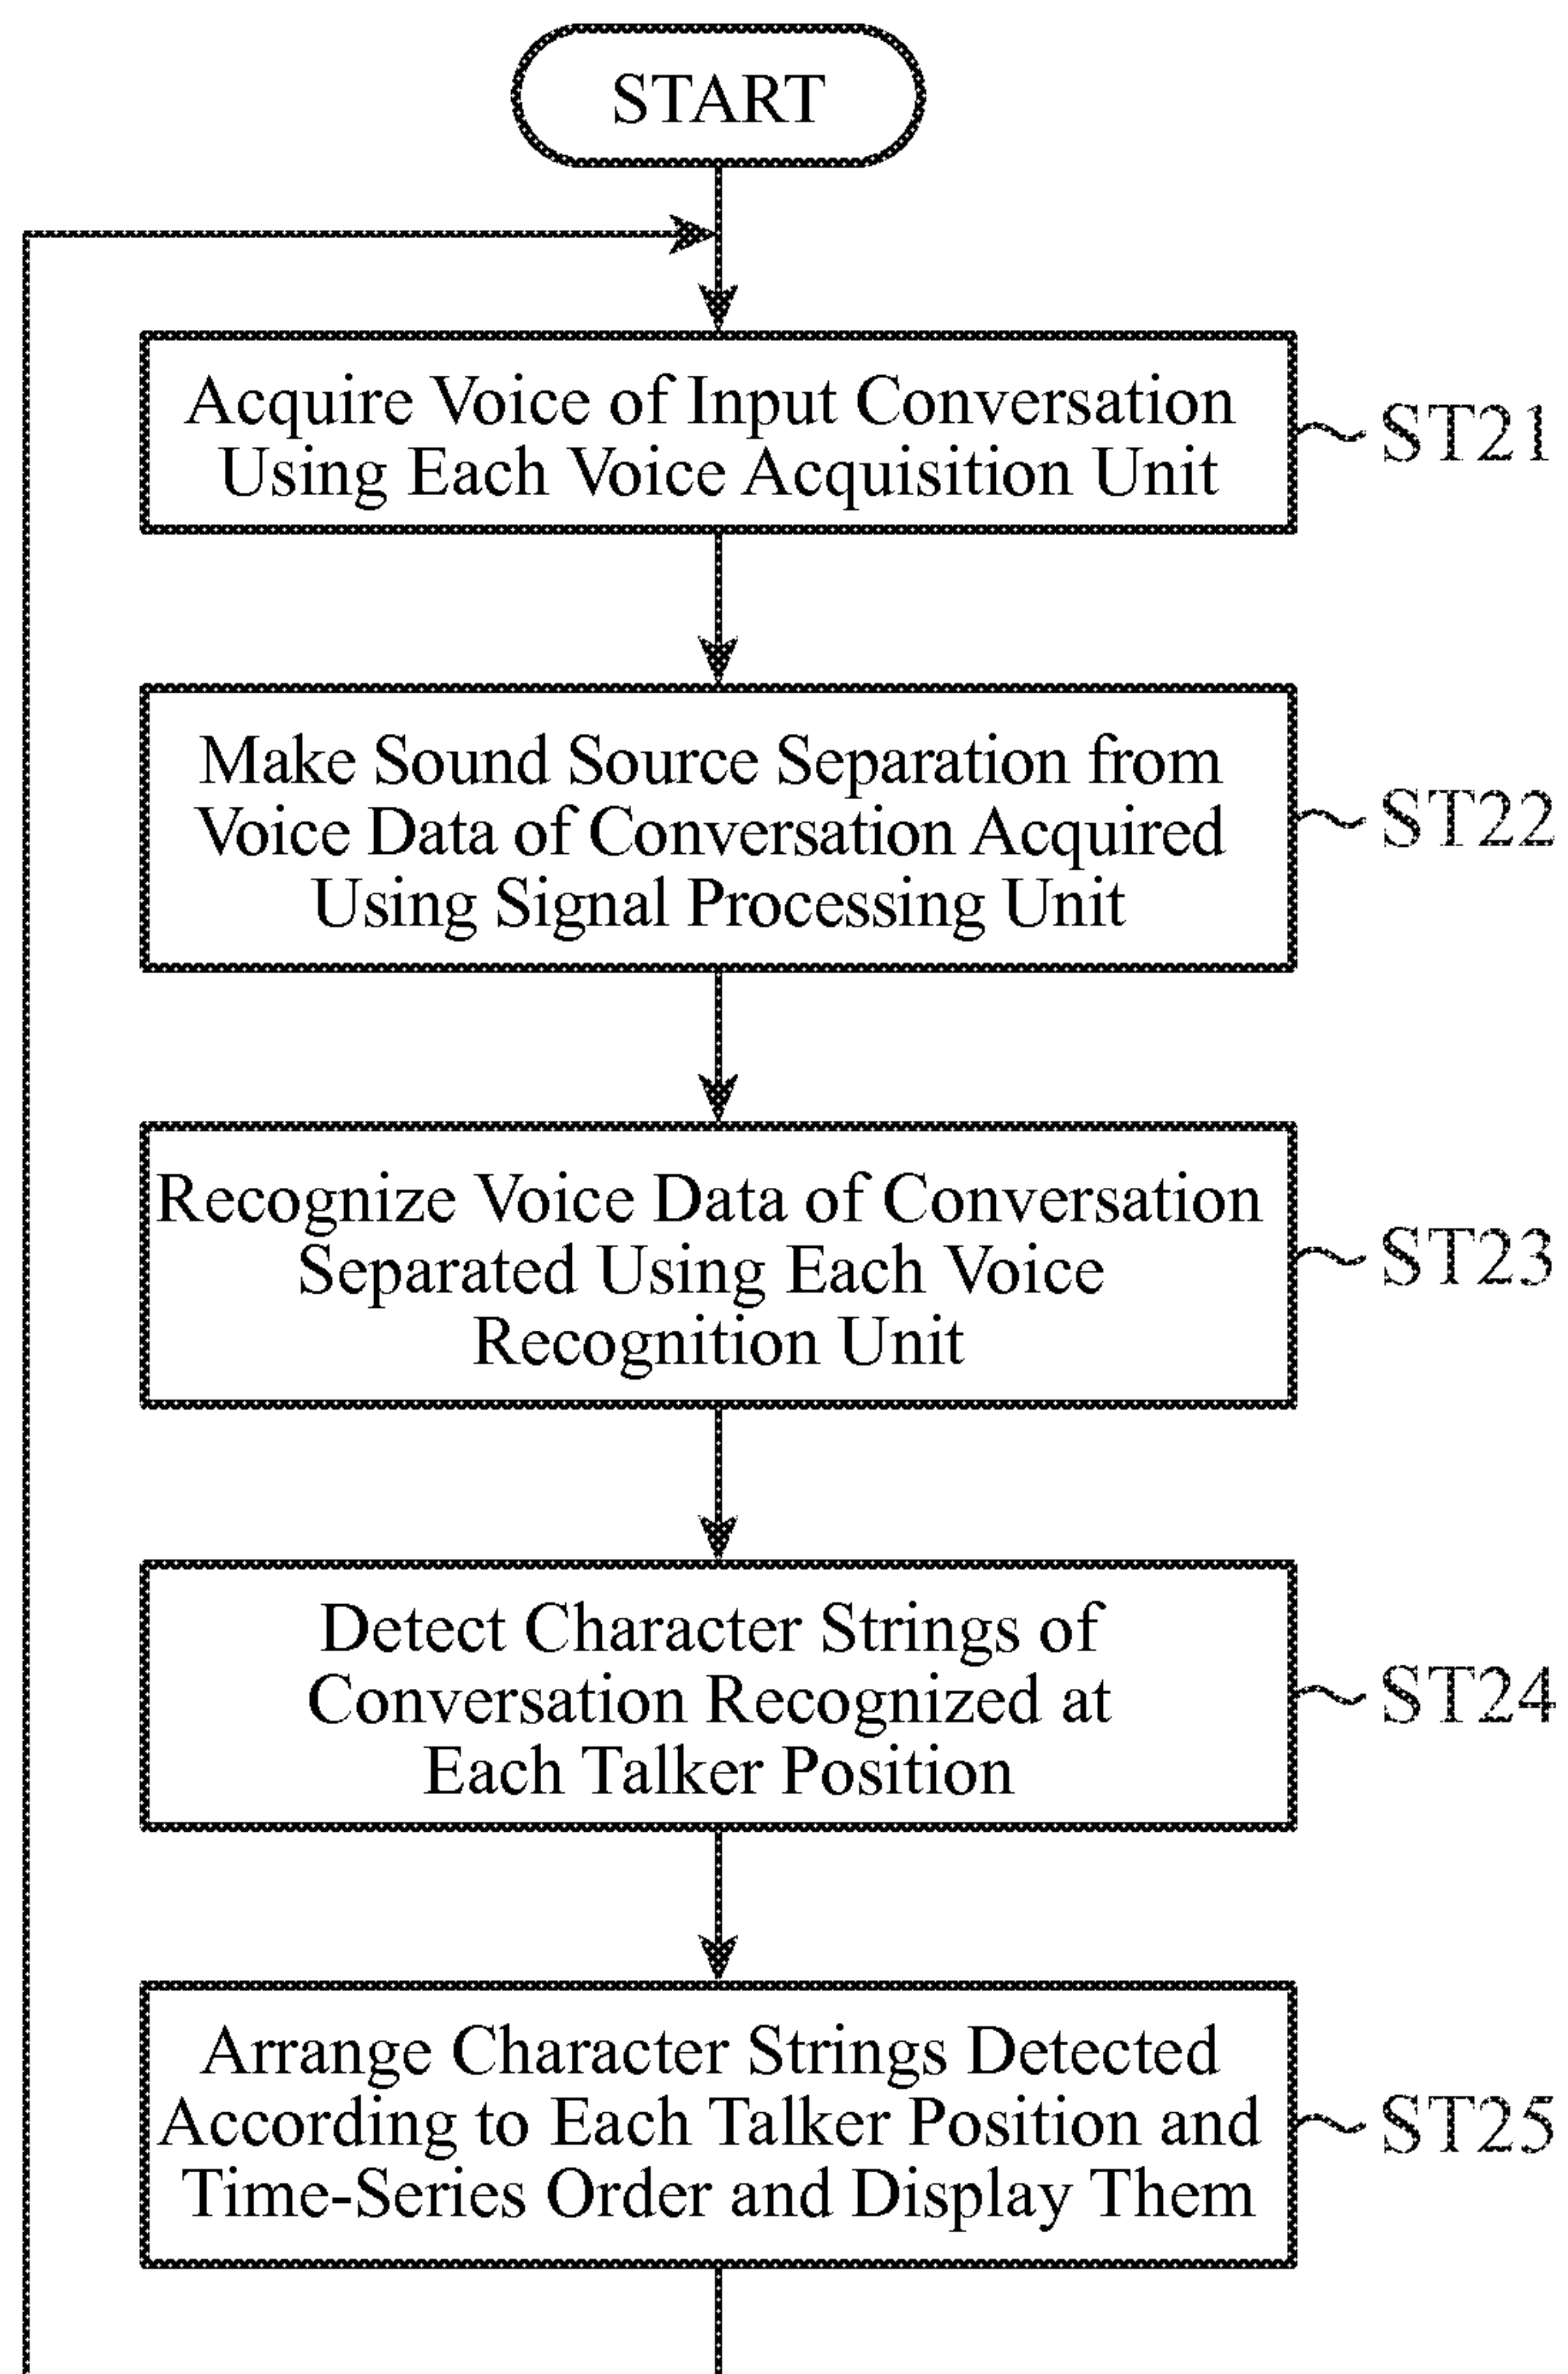 START
Acquire Voice of Input Conversation
Using Each Voice Acquisition Unit
ST21
Make Sound Source Separation from
Voice Data of Conversation Acquired
Using Signal Processing Unit
ST22
Recognize Voice Data of Conversation
Separated Using Each Voice
Recognition Unit
ST23
Detect Character Strings of
Conversation Recognized at
Each Talker Position
ST24
Arrange Character Strings Detected
According to Each Talker Position and
Time-Series Order and Display Them
ST25